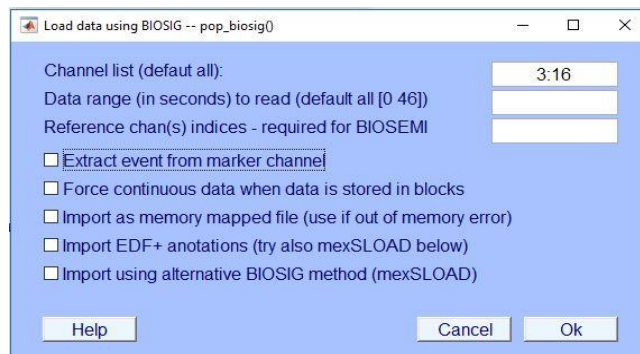 Load data using BIOSIG -- pop_biosig()
Channel list (defaut all):
3:16
Data range (in seconds) to read (default all [0 46])
Reference chan(s) indices - required for BIOSEMI
Extract event from marker channel
Force continuous data when data is stored in blocks
Import as memory mapped file (use if out of memory error)
Import EDF+ anotations (try also mexSLOAD below)
Import using alternative BIOSIG method (mexSLOAD)
Help
Cancel
Ok